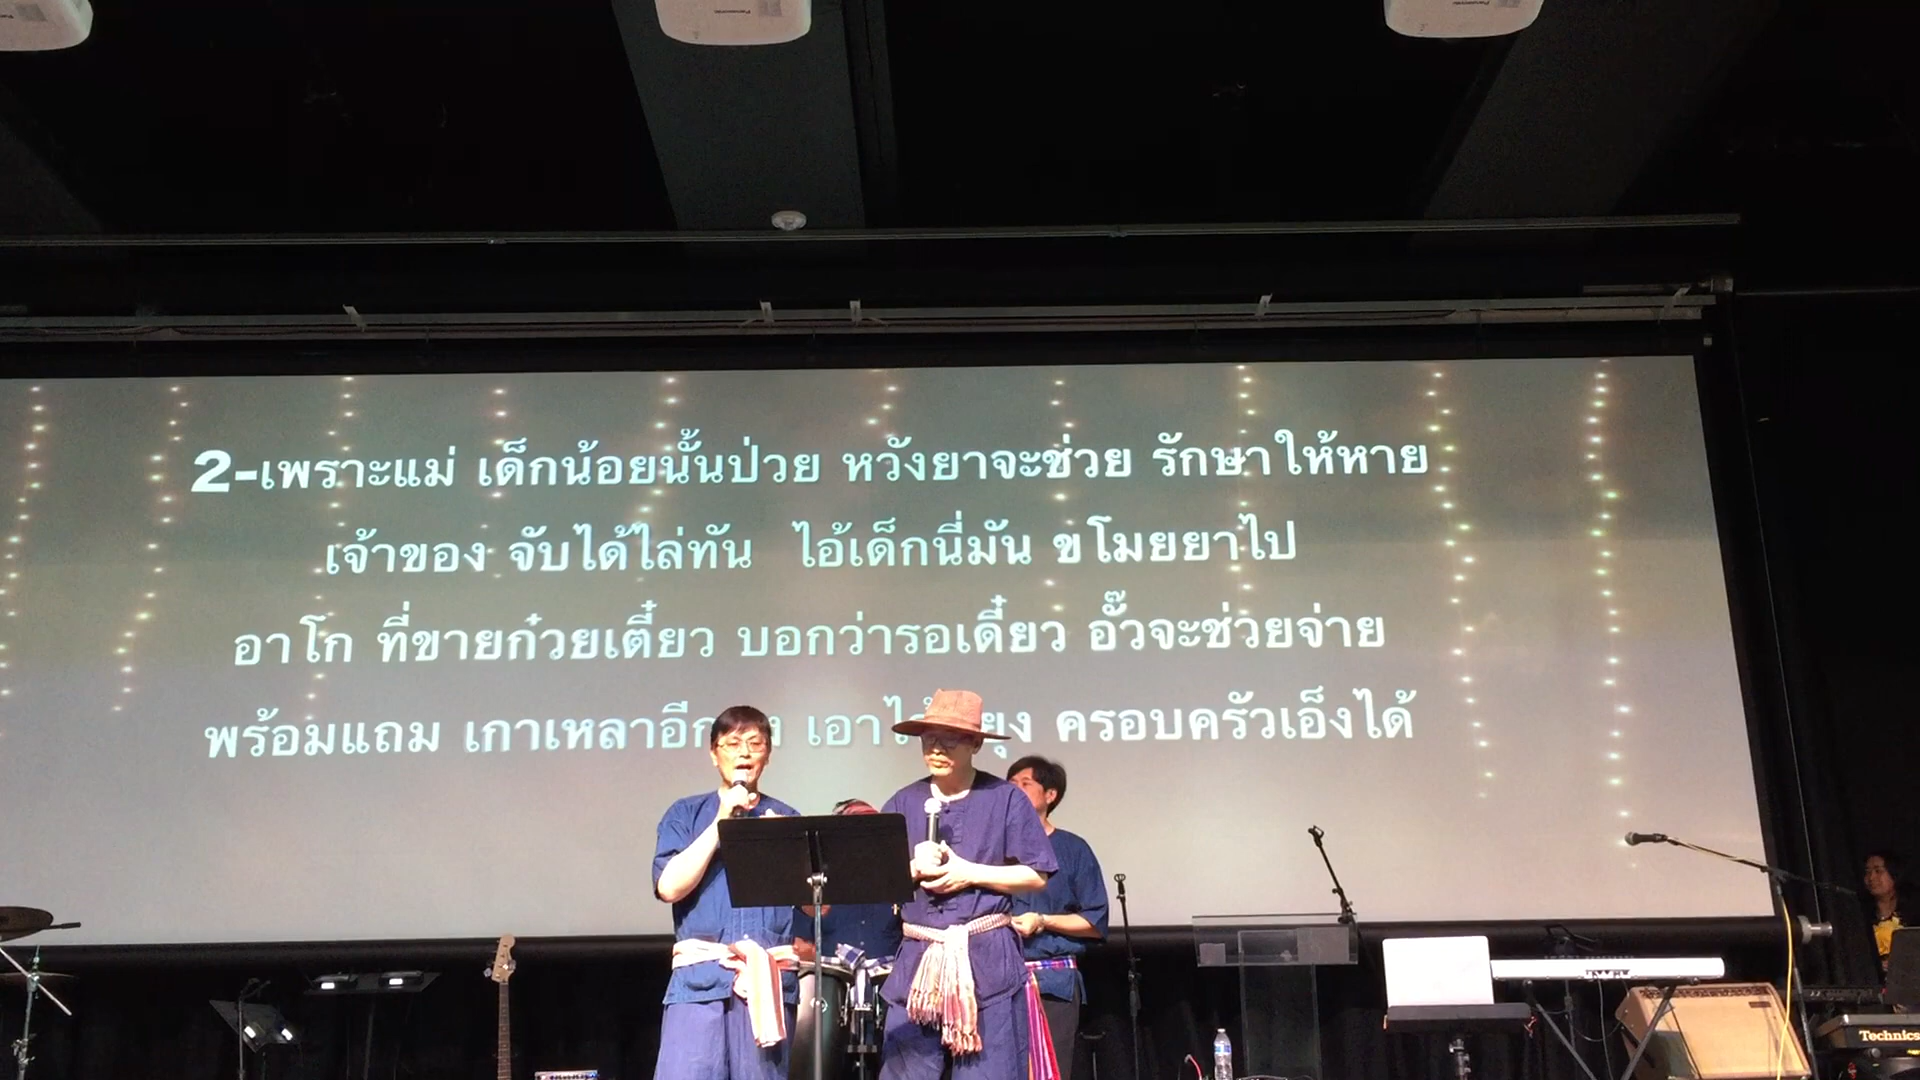 2-เพราะแม่ เด็กน้อยนั้นป่วย หวังยาจะช่วย รักษาให้หาย
เจ้าของ จับได้ไล่ทัน ไอ้เด็กนี่มัน ขโมยยาไป
อาโก ที่ขายก๋วยเตี๋ยว บอกว่ารอเดี๋ยว อั๊วจะช่วยจ่าย
พร้อมแถม เกาเหลา เอา ครอบครัวเอ็งได้
Technics